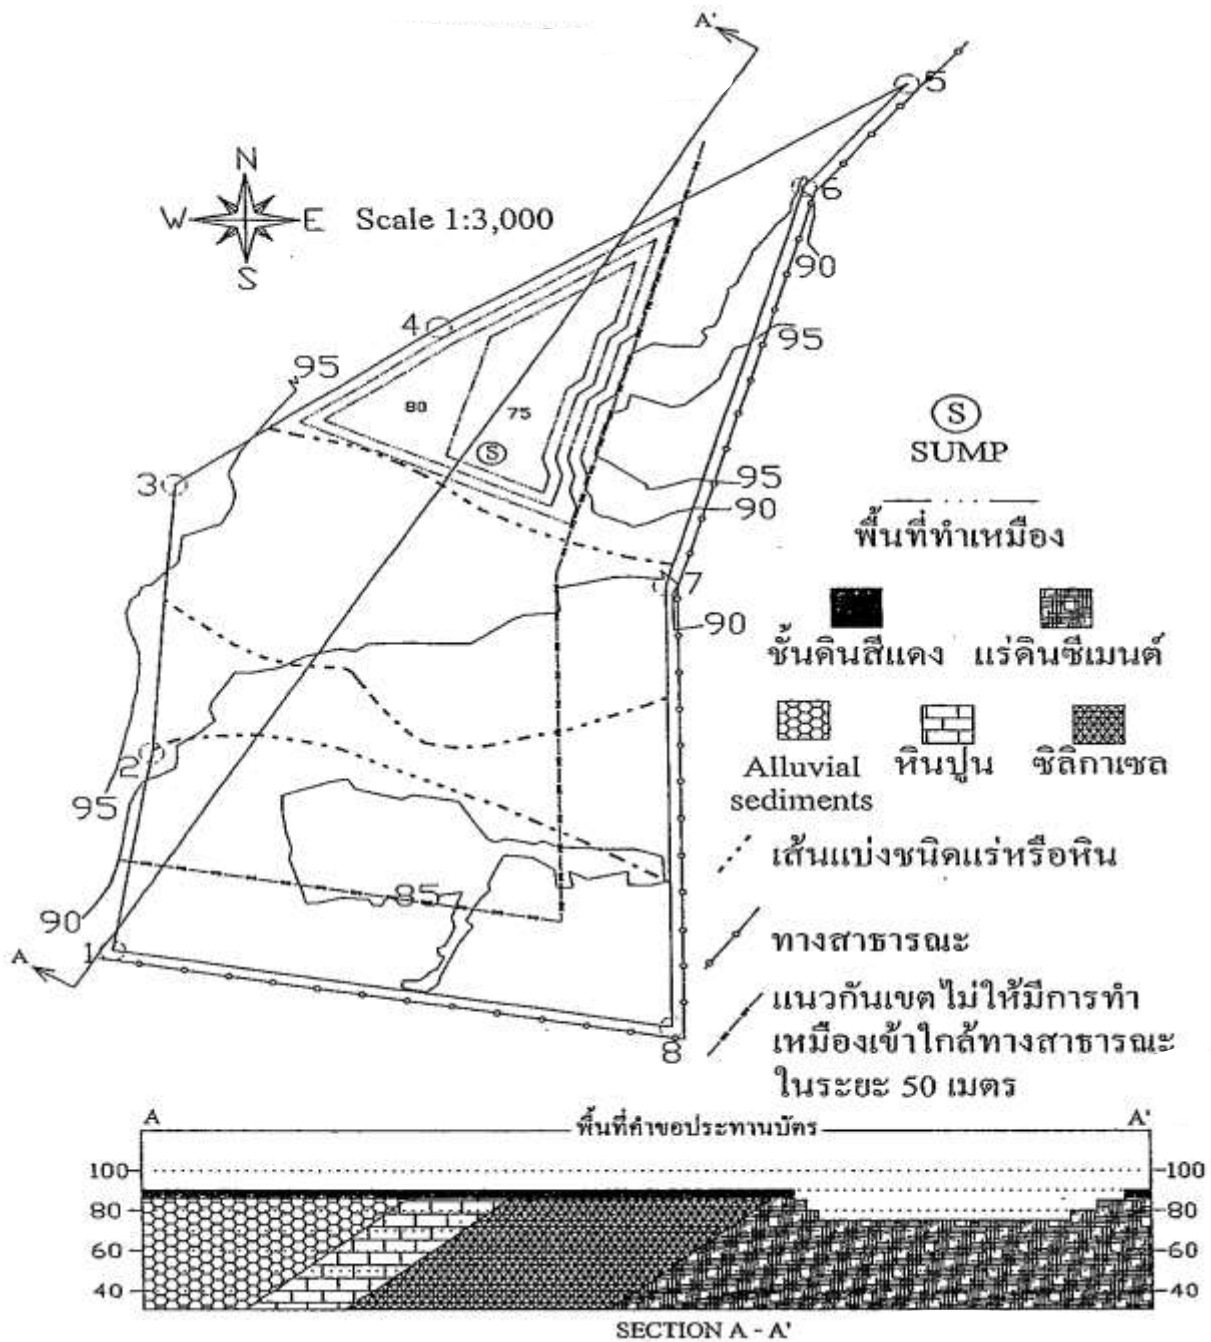 A'
5
N
W E Scale 1:3,000
S
6
90
4
95
95
80
75
S
3
S
SUMP
95
90
พื้นที่ทำเหมือง
7
90
ชั้นดินสีแดง แร่ดินซีเมนต์
2
95
Alluvial
sediments
หินปูน
ซิลิกาเซล
เส้นแบ่งชนิดแร่หรือหิน
85
90
1
A
ทางสาธารณะ
แนวกันเขตไม่ให้มีการทำ
เหมืองเข้าใกล้ทางสาธารณะ
ในระยะ 50 เมตร
8
A พื้นที่คำขอประทานบัตร A'
100 100
80 80
60 60
40 40
SECTION A - A'